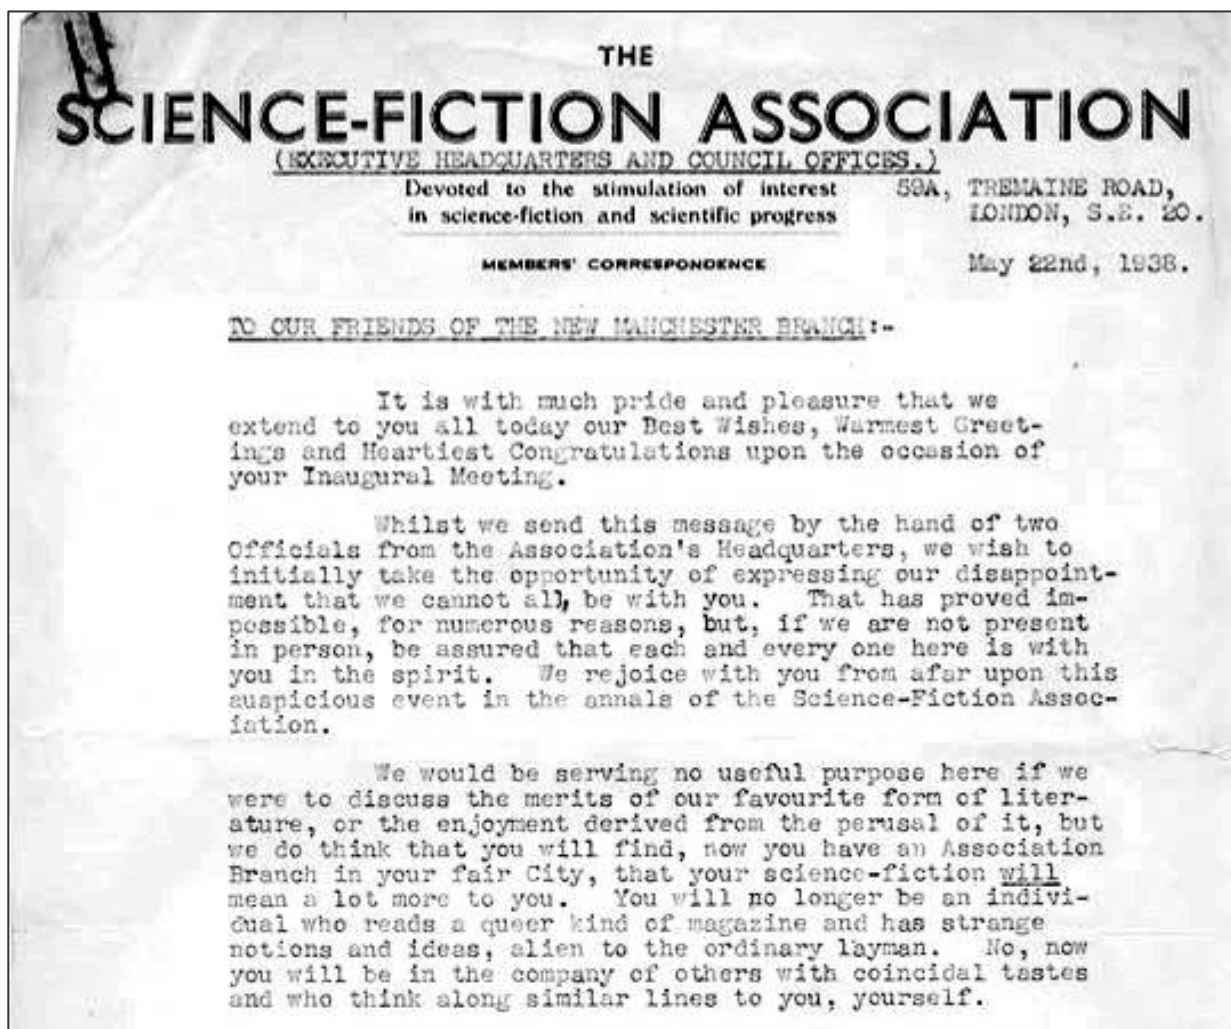 THE
SCIENCE-FICTION ASSOCIATION
(EXECUTIVE HEADQUARTERS AND COUNCIL OFFICES.)
Devoted to the stimulation of interest
in science-fiction and scientific progress
59A, TREMAINE ROAD,
LONDON, S.E. 20.
MEMBERS' CORRESPONDENCE
May 22nd, 1938.
TO OUR FRIENDS OF THE NEW MANCHESTER BRANCH:-
It is with much pride and pleasure that we
extend to you all today our Best Wishes, Warmest Greet-
ings and Heartiest Congratulations upon the occasion of
your Inaugural Meeting.
Whilst we send this message by the hand of two
Officials from the Association's Headquarters, we wish to
initially take the opportunity of expressing our disappoint-
ment that we cannot all, be with you. That has proved im-
possible, for numerous reasons, but, if we are not present
in person, be assured that each and every one here is with
you in the spirit. We rejoice with you from afar upon this
auspicious event in the annals of the Science-Fiction Assoc-
iation.
We would be serving no useful purpose here if we
were to discuss the merits of our favourite form of liter-
ature, or the enjoyment derived from the perusal of it, but
we do think that you will find, now you have an Association
Branch in your fair City, that your science-fiction will
mean a lot more to you. You will no longer be an indivi-
dual who reads a queer kind of magazine and has strange
notions and ideas, alien to the ordinary layman. No, now
you will be in the company of others with coincidal tastes
and who think along similar lines to you, yourself.